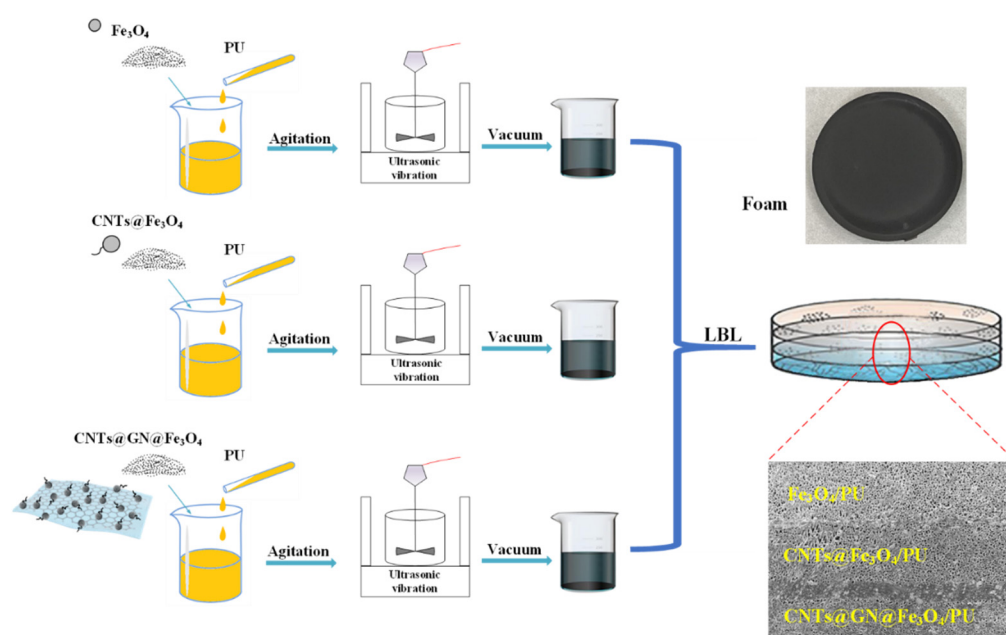 Fe₃O₄
PU
Agitation
Ultrasonic
vibration
Vacuum
CNTs@Fe₃O₄
PU
Agitation
Ultrasonic
vibration
Vacuum
CNTs@GN@Fe₃O₄
PU
Agitation
Ultrasonic
vibration
Vacuum
LBL
Foam
Fe₃O₄/PU
CNTs@Fe₃O₄/PU
CNTs@GN@Fe₃O₄/PU